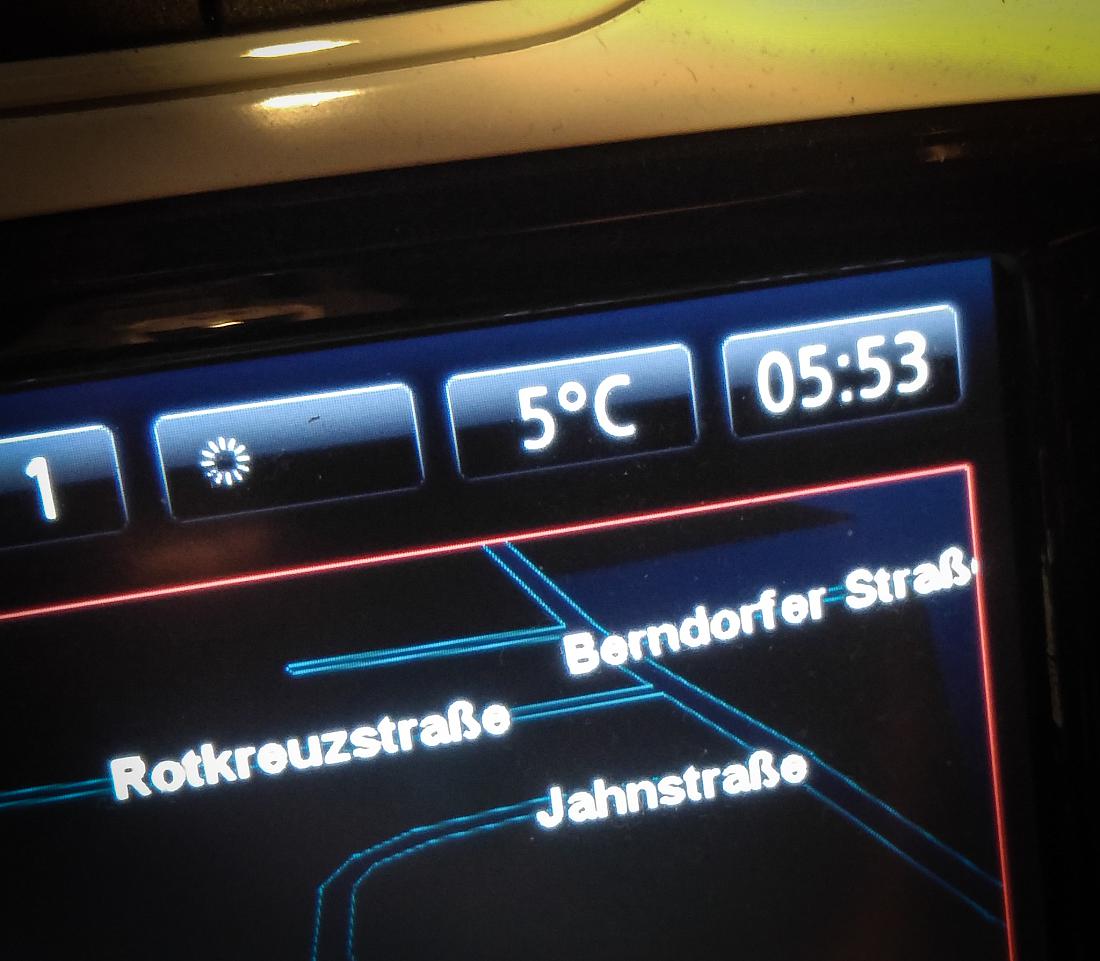 1
5°C
05:53
Berndorfer Straß
Rotkreuzstraße
Jahnstraße